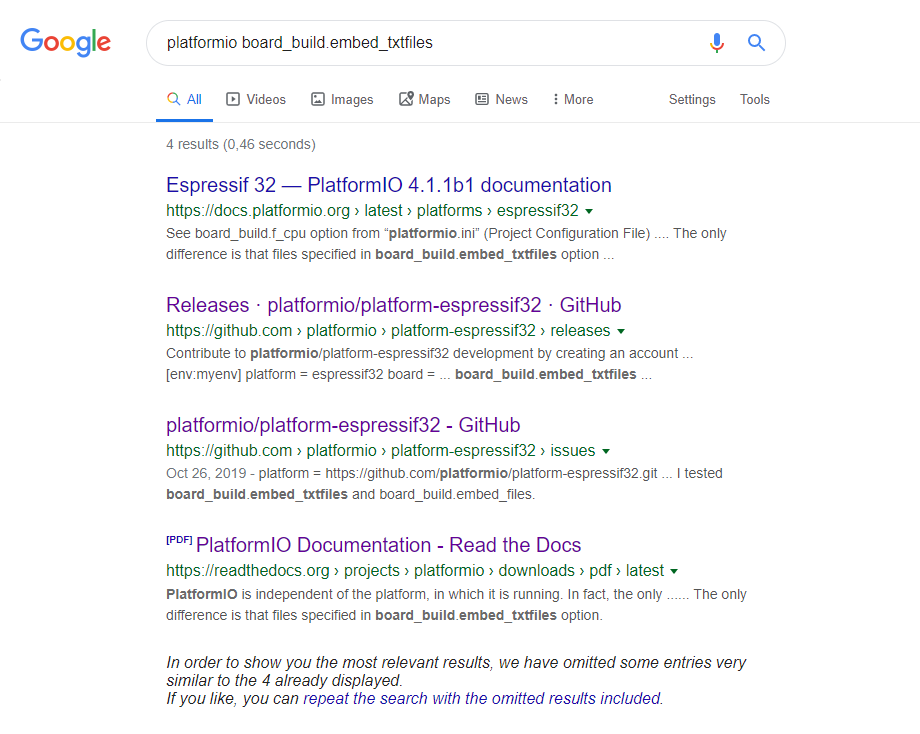 Google
platformio board_build.embed_txtfiles
All Videos Images Maps News More Settings Tools
4 results (0,46 seconds)
Espressif 32 — PlatformIO 4.1.1b1 documentation
https://docs.platformio.org › latest › platforms › espressif32
See board_build.f_cpu option from “platformio.ini” (Project Configuration File) .... The only
difference is that files specified in board_build.embed_txtfiles option ...
Releases · platformio/platform-espressif32 · GitHub
https://github.com › platformio › platform-espressif32 › releases
Contribute to platformio/platform-espressif32 development by creating an account ...
[env:myenv] platform = espressif32 board = ... board_build.embed_txtfiles ...
platformio/platform-espressif32 - GitHub
https://github.com › platformio › platform-espressif32 › issues
Oct 26, 2019 - platform = https://github.com/platformio/platform-espressif32.git ... I tested
board_build.embed_txtfiles and board_build.embed_files.
[PDF] PlatformIO Documentation - Read the Docs
https://readthedocs.org › projects › platformio › downloads › pdf › latest
PlatformIO is independent of the platform, in which it is running. In fact, the only ...... The only
difference is that files specified in board_build.embed_txtfiles option.
In order to show you the most relevant results, we have omitted some entries very
similar to the 4 already displayed.
If you like, you can repeat the search with the omitted results included.